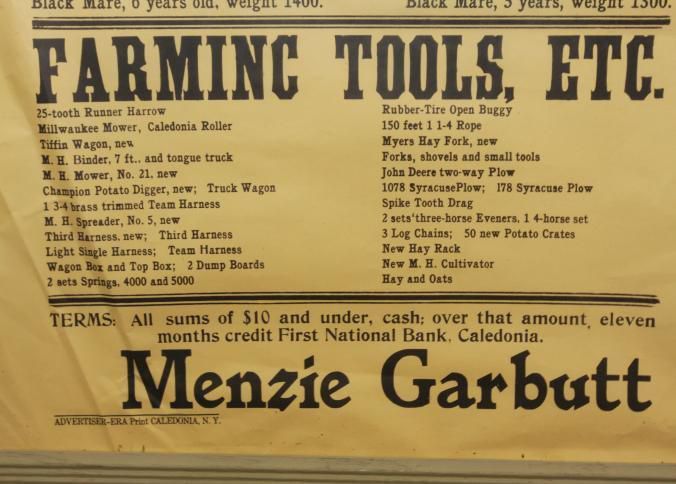 Black Mare, 6 years old, weight 1400.
Black Mare, 5 years, weight 1300.
FARMING TOOLS, ETC.
25-tooth Runner Harrow
Millwaukee Mower, Caledonia Roller
Tiffin Wagon, new
M. H. Binder, 7 ft., and tongue truck
M. H. Mower, No. 21, new
Champion Potato Digger, new; Truck Wagon
1 3-4 brass trimmed Team Harness
M. H. Spreader, No. 5, new
Third Harness, new; Third Harness
Light Single Harness; Team Harness
Wagon Box and Top Box; 2 Dump Boards
2 sets Springs, 4000 and 5000
Rubber-Tire Open Buggy
150 feet 1 1-4 Rope
Myers Hay Fork, new
Forks, shovels and small tools
John Deere two-way Plow
1078 SyracusePlow; 178 Syracuse Plow
Spike Tooth Drag
2 sets three-horse Eveners, 1 4-horse set
3 Log Chains; 50 new Potato Crates
New Hay Rack
New M. H. Cultivator
Hay and Oats
TERMS: All sums of $10 and under, cash; over that amount, eleven
months credit First National Bank, Caledonia.
Menzie Garbutt
ADVERTISER-ERA Print CALEDONIA, N. Y.